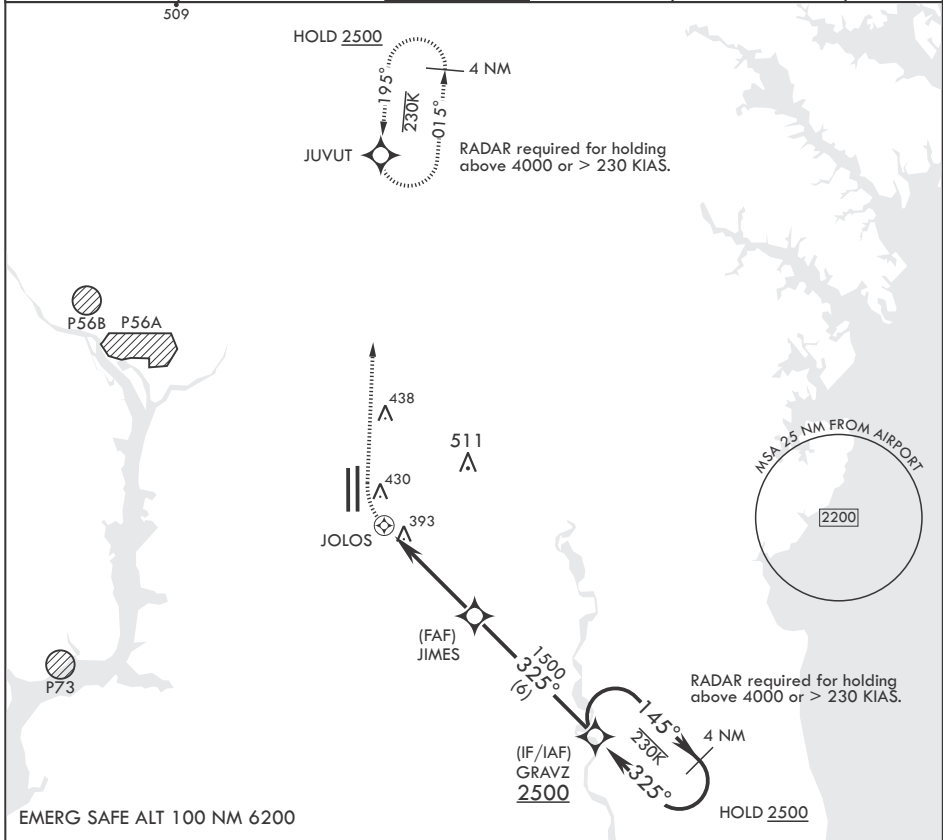 509
HOLD 2500
4 NM
195°
230K
015°
JUVUT
RADAR required for holding
above 4000 or > 230 KIAS.
P56B
P56A
438
511
MSA 25 NM FROM AIRPORT
430
2200
393
JOLOS
(FAF)
JIMES
1500
325°
(6)
P73
RADAR required for holding
above 4000 or > 230 KIAS.
145°
4 NM
230K
(IF/IAF)
GRAVZ
2500
325°
HOLD 2500
EMERG SAFE ALT 100 NM 6200